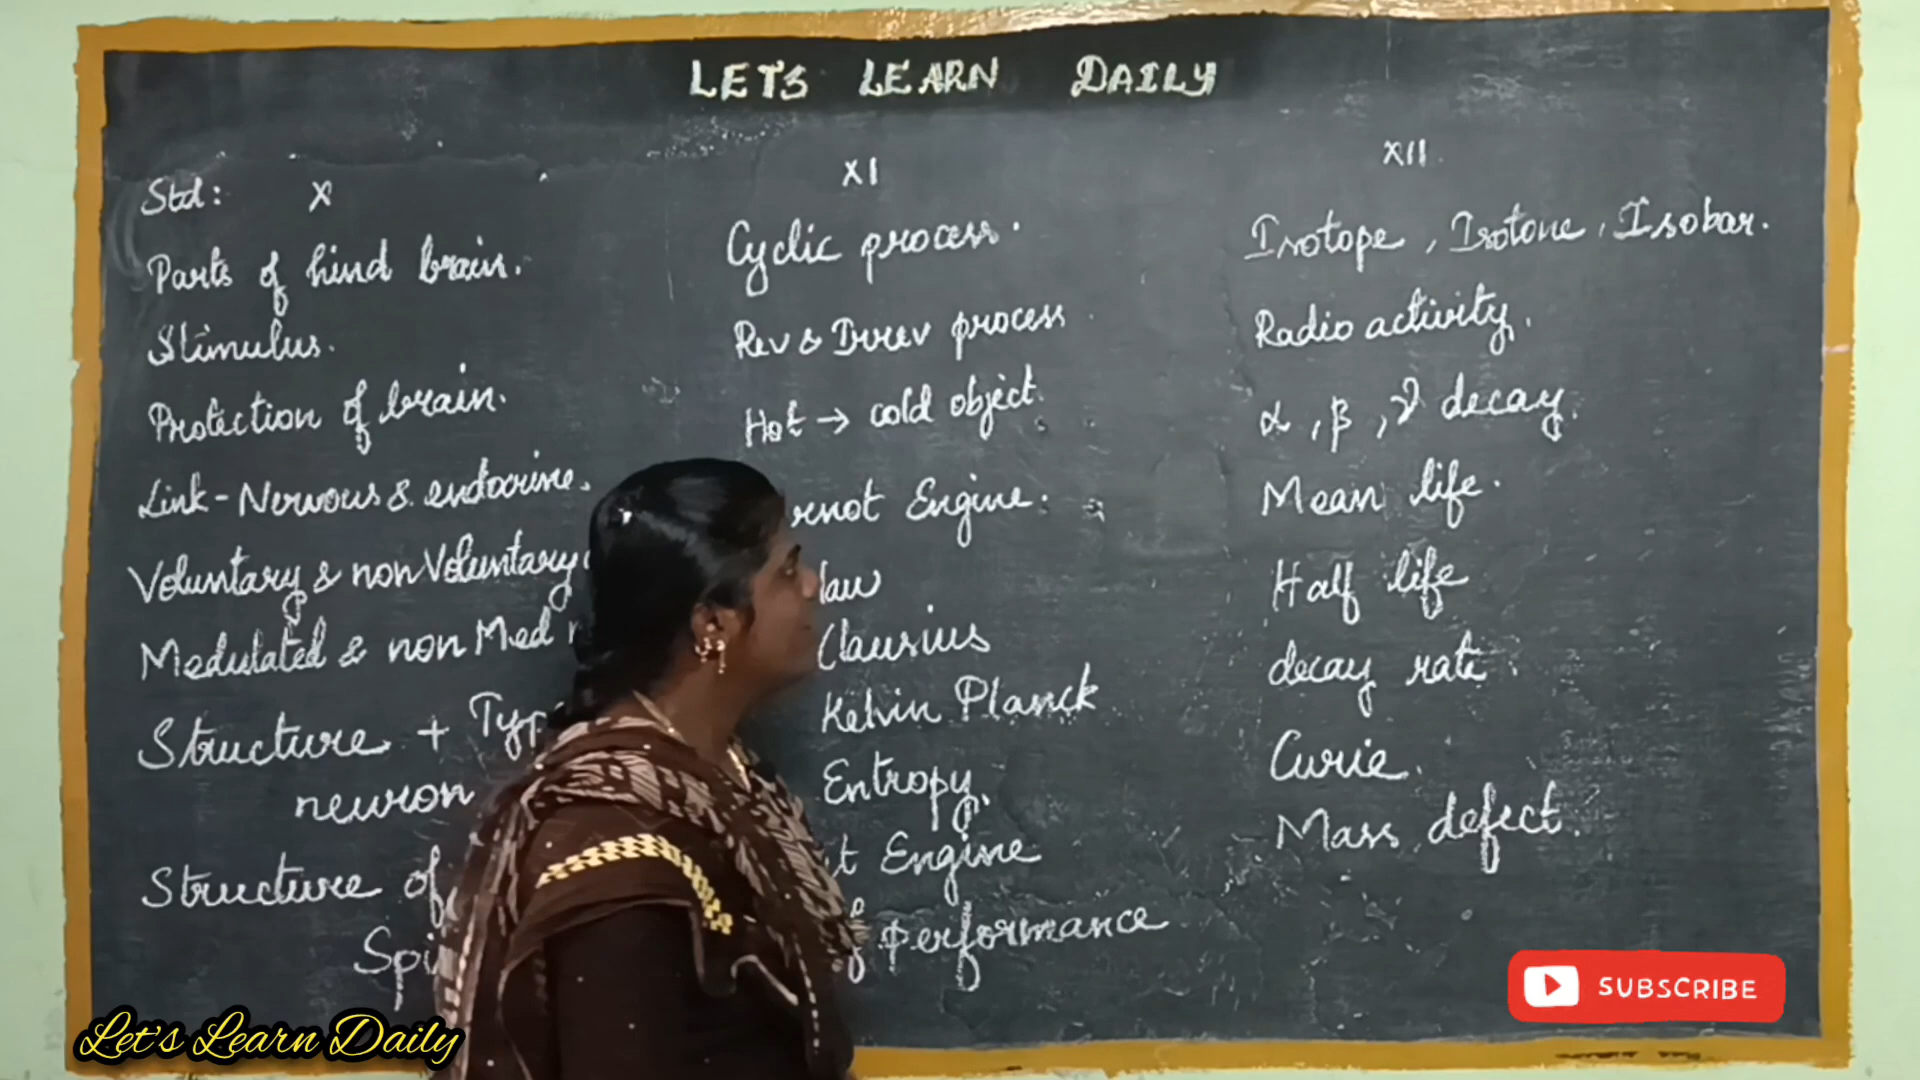 LETS LEARN DAILY
Std: X
Parts of hind brain.
Stimulus.
Protection of brain.
Link - Nervous & endocrine.
Voluntary & non Voluntary
Medulated & non Med
Structure +
neuron
Structure of
XI
Cyclic process.
Rev & Irrev process
Hot → cold object.
Engine.
law
Clausius
Kelvin Planck
Entropy.
Engine
performance
XII
Isotope, Isotone, Isobar.
Radio activity.
α, β, γ decay.
Mean life.
Half life
decay rate.
Curie.
Mass defect.
SUBSCRIBE
Let's Learn Daily